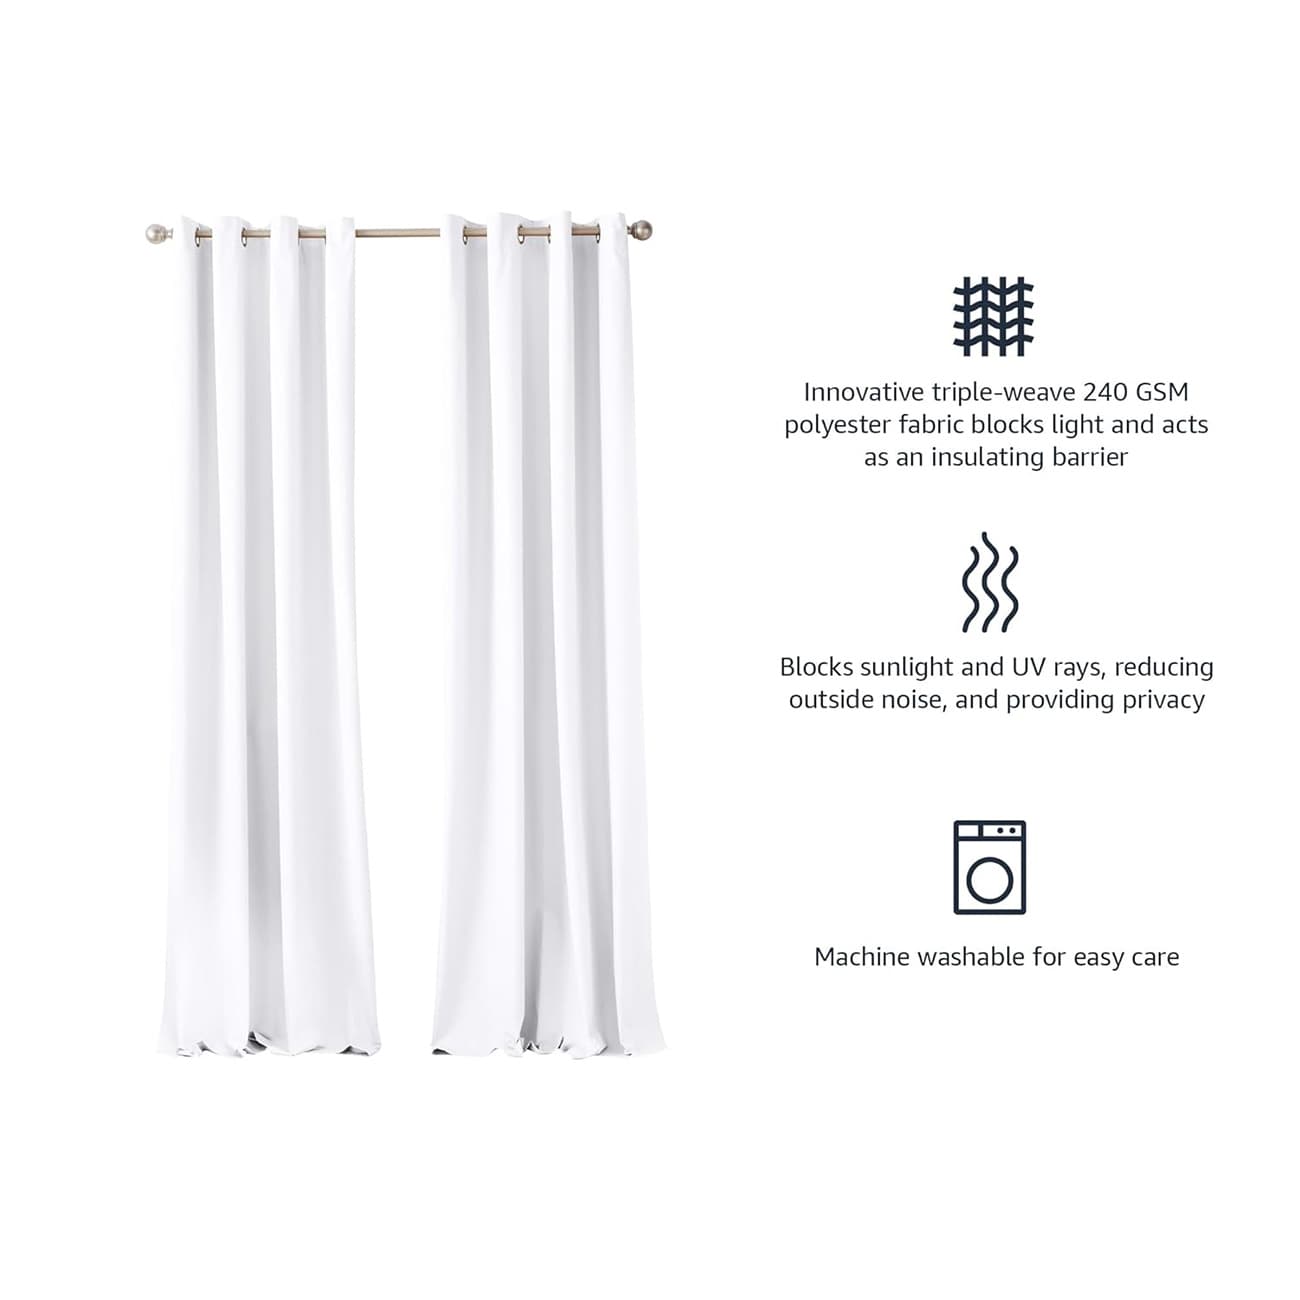 Innovative triple-weave 240 GSM
polyester fabric blocks light and acts
as an insulating barrier
Blocks sunlight and UV rays, reducing
outside noise, and providing privacy
Machine washable for easy care